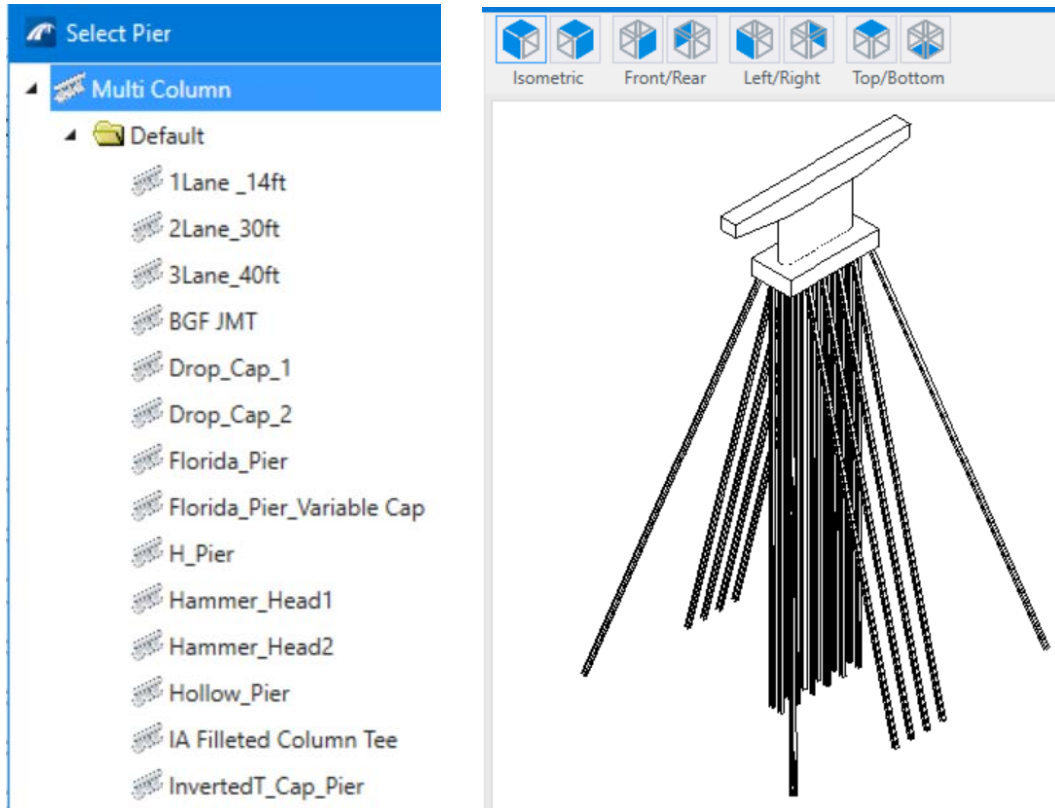 Select Pier
Multi Column
Default
1Lane _14ft
2Lane_30ft
3Lane_40ft
BGF JMT
Drop_Cap_1
Drop_Cap_2
Florida_Pier
Florida_Pier_Variable Cap
H_Pier
Hammer_Head1
Hammer_Head2
Hollow_Pier
IA Filleted Column Tee
InvertedT_Cap_Pier
Isometric Front/Rear Left/Right Top/Bottom